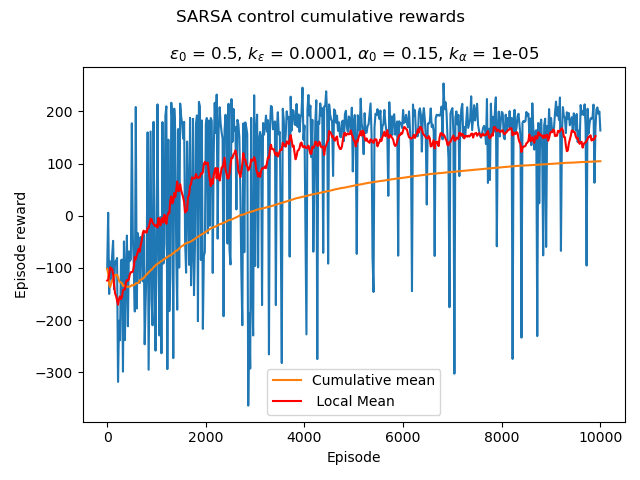 SARSA control cumulative rewards
ε₀ = 0.5, kε = 0.0001, α₀ = 0.15, kα = 1e-05
Episode reward
200
100
0
−100
−200
−300
Cumulative mean
Local Mean
0 2000 4000 6000 8000 10000
Episode